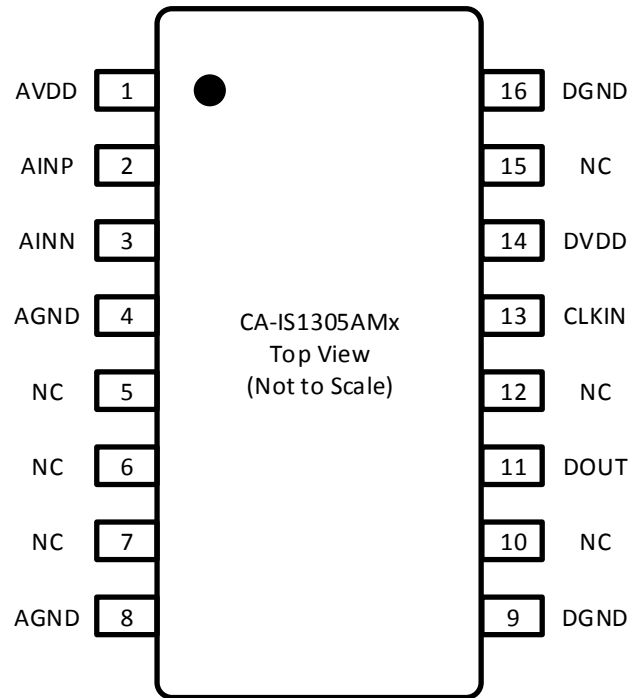 AVDD 1 16 DGND
AINP 2 15 NC
AINN 3 14 DVDD
AGND 4 13 CLKIN
CA-IS1305AMx
Top View
(Not to Scale)
NC 5 12 NC
NC 6 11 DOUT
NC 7 10 NC
AGND 8 9 DGND